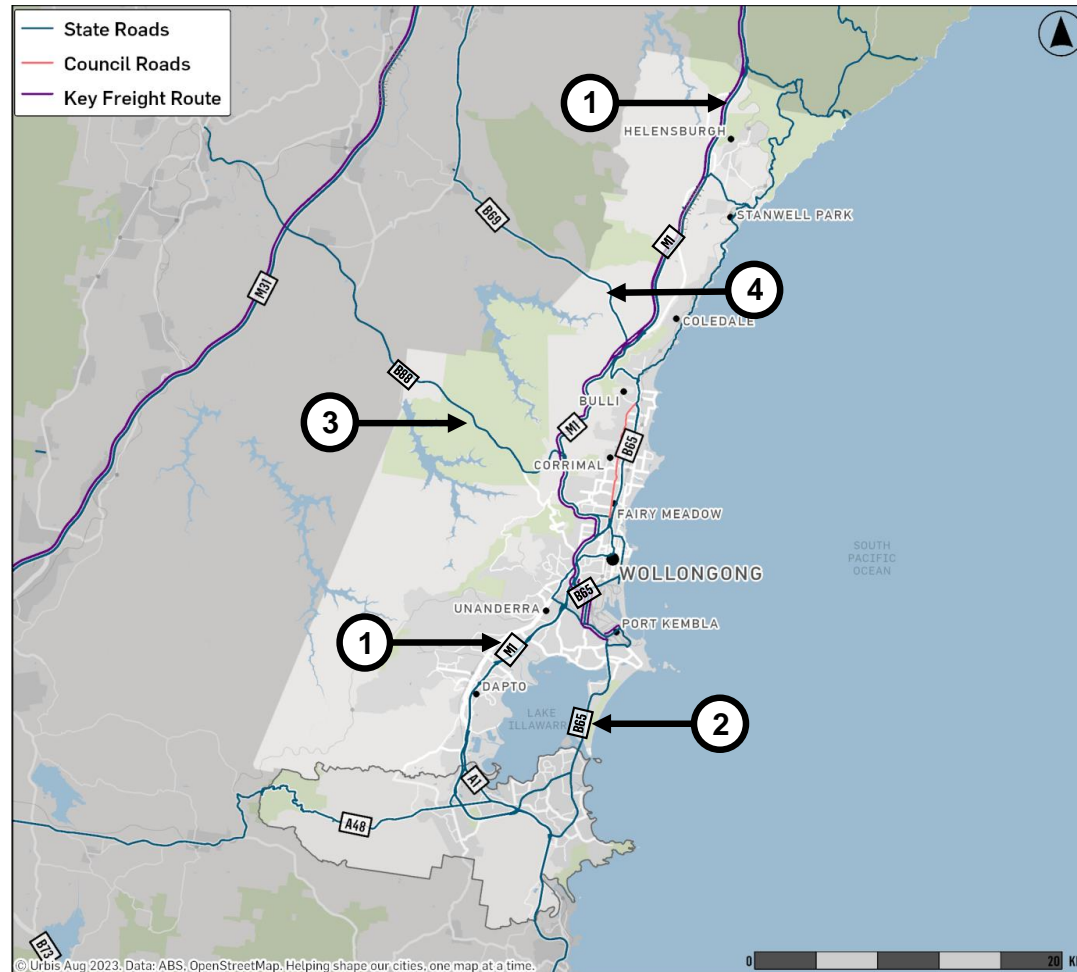 State Roads
Council Roads
Key Freight Route
1
HELENSBURGH
B69
STANWELL PARK
M1
M31
4
COLEDALE
B88
BULLI
3
M1
B65
CORRIMAL
FAIRY MEADOW
SOUTH
PACIFIC
OCEAN
WOLLONGONG
B65
UNANDERRA
PORT KEMBLA
1
M1
DAPTO
LAKE
ILLAWARR
B65
2
A1
A48
B73
© Urbis Aug 2023. Data: ABS, OpenStreetMap. Helping shape our cities, one map at a time.
0
20
K